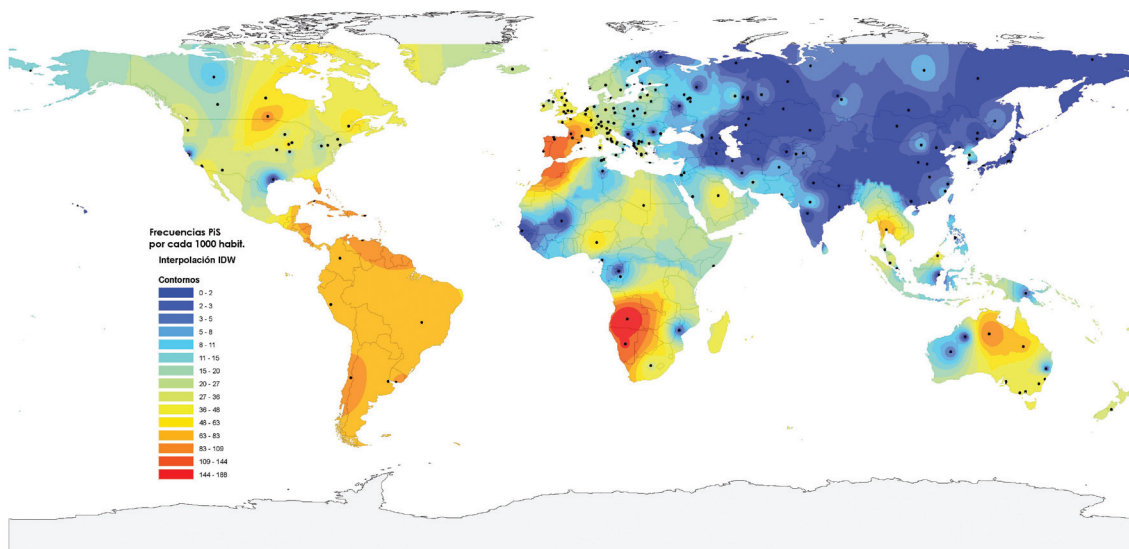 Frecuencias PiS
por cada 1000 habit.
Interpolación IDW
Contornos
0 - 2
2 - 3
3 - 5
5 - 8
8 - 11
11 - 15
15 - 20
20 - 27
27 - 36
36 - 48
48 - 63
63 - 83
83 - 109
109 - 144
144 - 188